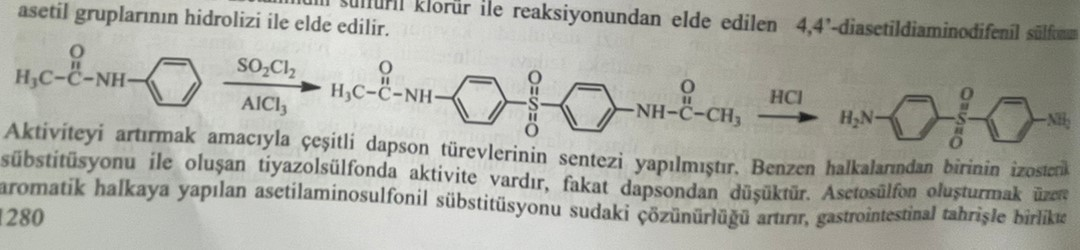 sülfüril klorür ile reaksiyonundan elde edilen 4,4'-diasetildiaminodifenil
asetil gruplarının hidrolizi ile elde edilir.
H₃C-C-NH- O SO₂Cl₂ AlCl₃ H₃C-C-NH- O O S O -NH-C-CH₃ O HCl H₂N- O S O -NH₂
Aktiviteyi artırmak amacıyla çeşitli dapson türevlerinin sentezi yapılmıştır. Benzen halkalarından birinin izosterik
sübstitüsyonu ile oluşan tiyazolsülfonda aktivite vardır, fakat dapsondan düşüktür. Asetosülfon oluşturmak üzere
aromatik halkaya yapılan asetilaminosulfonil sübstitüsyonu sudaki çözünürlüğü artırır, gastrointestinal tahrişle birlikte
1280